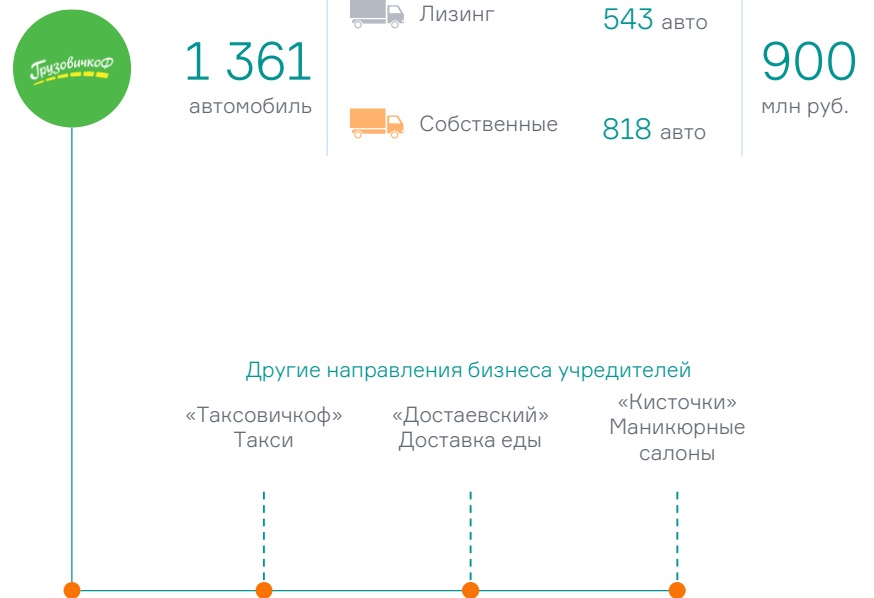 ГрузовичкоФ
1 361
автомобиль
Лизинг
543 авто
Собственные
818 авто
900
млн руб.
Другие направления бизнеса учредителей
«Таксовичкоф»
Такси
«Достаевский»
Доставка еды
«Кисточки»
Маникюрные
салоны